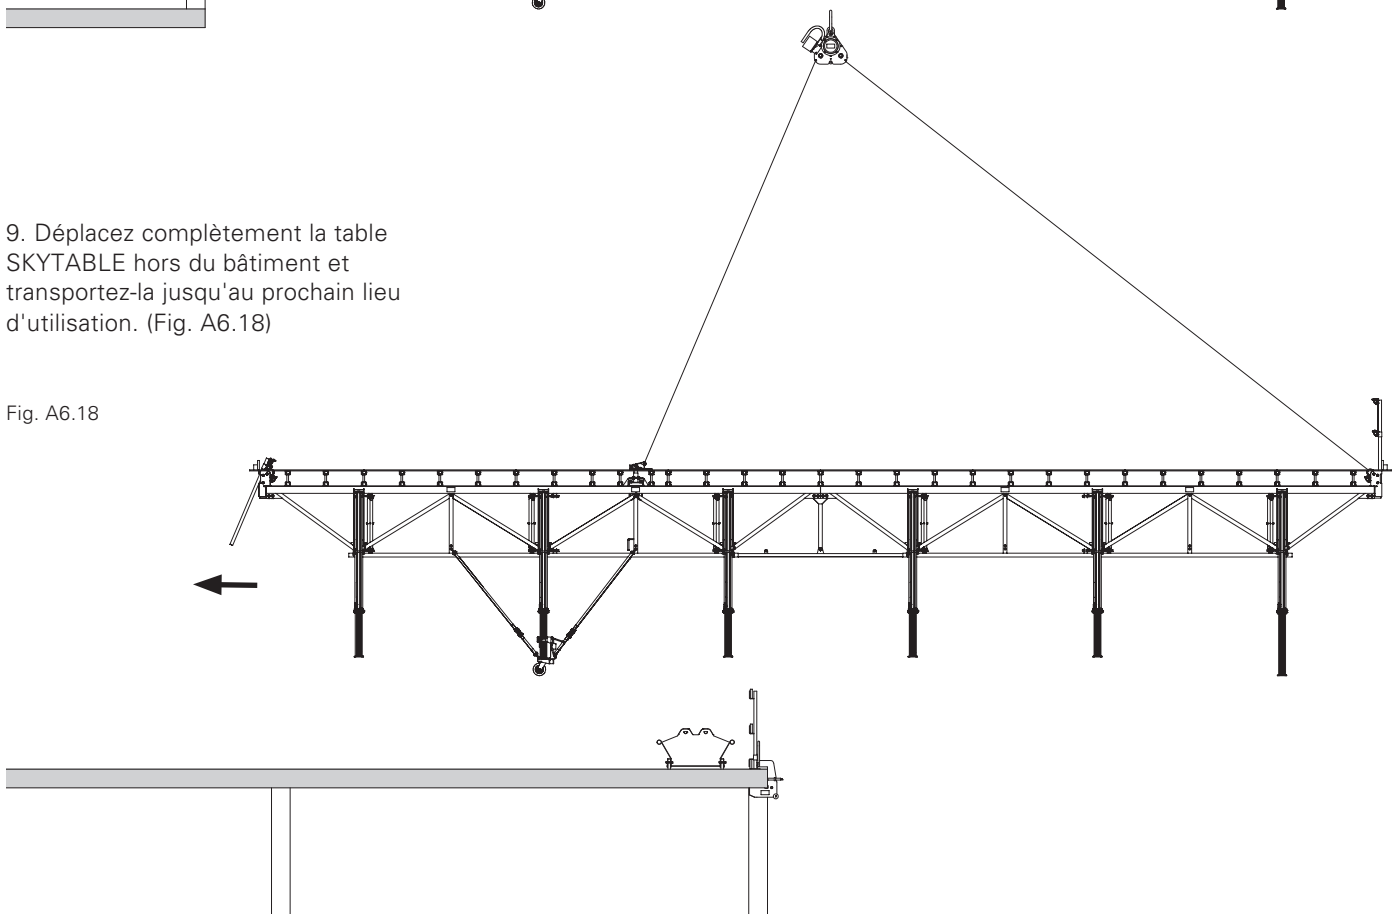 9. Déplacez complètement la table
SKYTABLE hors du bâtiment et
transportez-la jusqu'au prochain lieu
d'utilisation. (Fig. A6.18)
Fig. A6.18